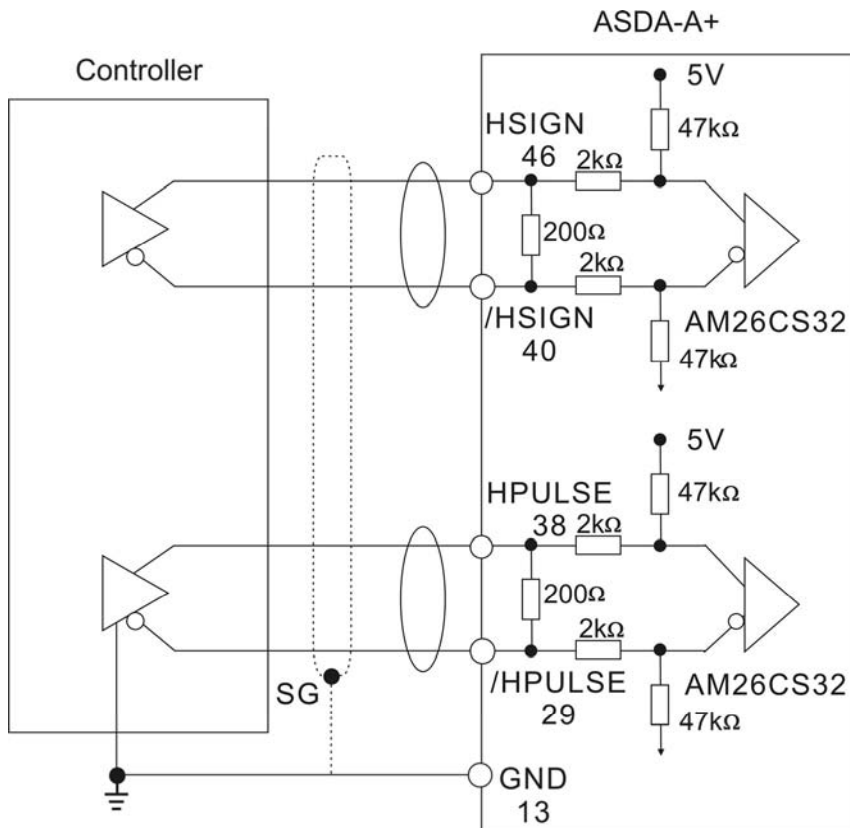 ASDA-A+
Controller
5V
47kΩ
HSIGN
46
2kΩ
200Ω
2kΩ
/HSIGN
40
AM26CS32
47kΩ
5V
47kΩ
HPULSE
38
2kΩ
200Ω
2kΩ
/HPULSE
29
AM26CS32
47kΩ
SG
GND
13